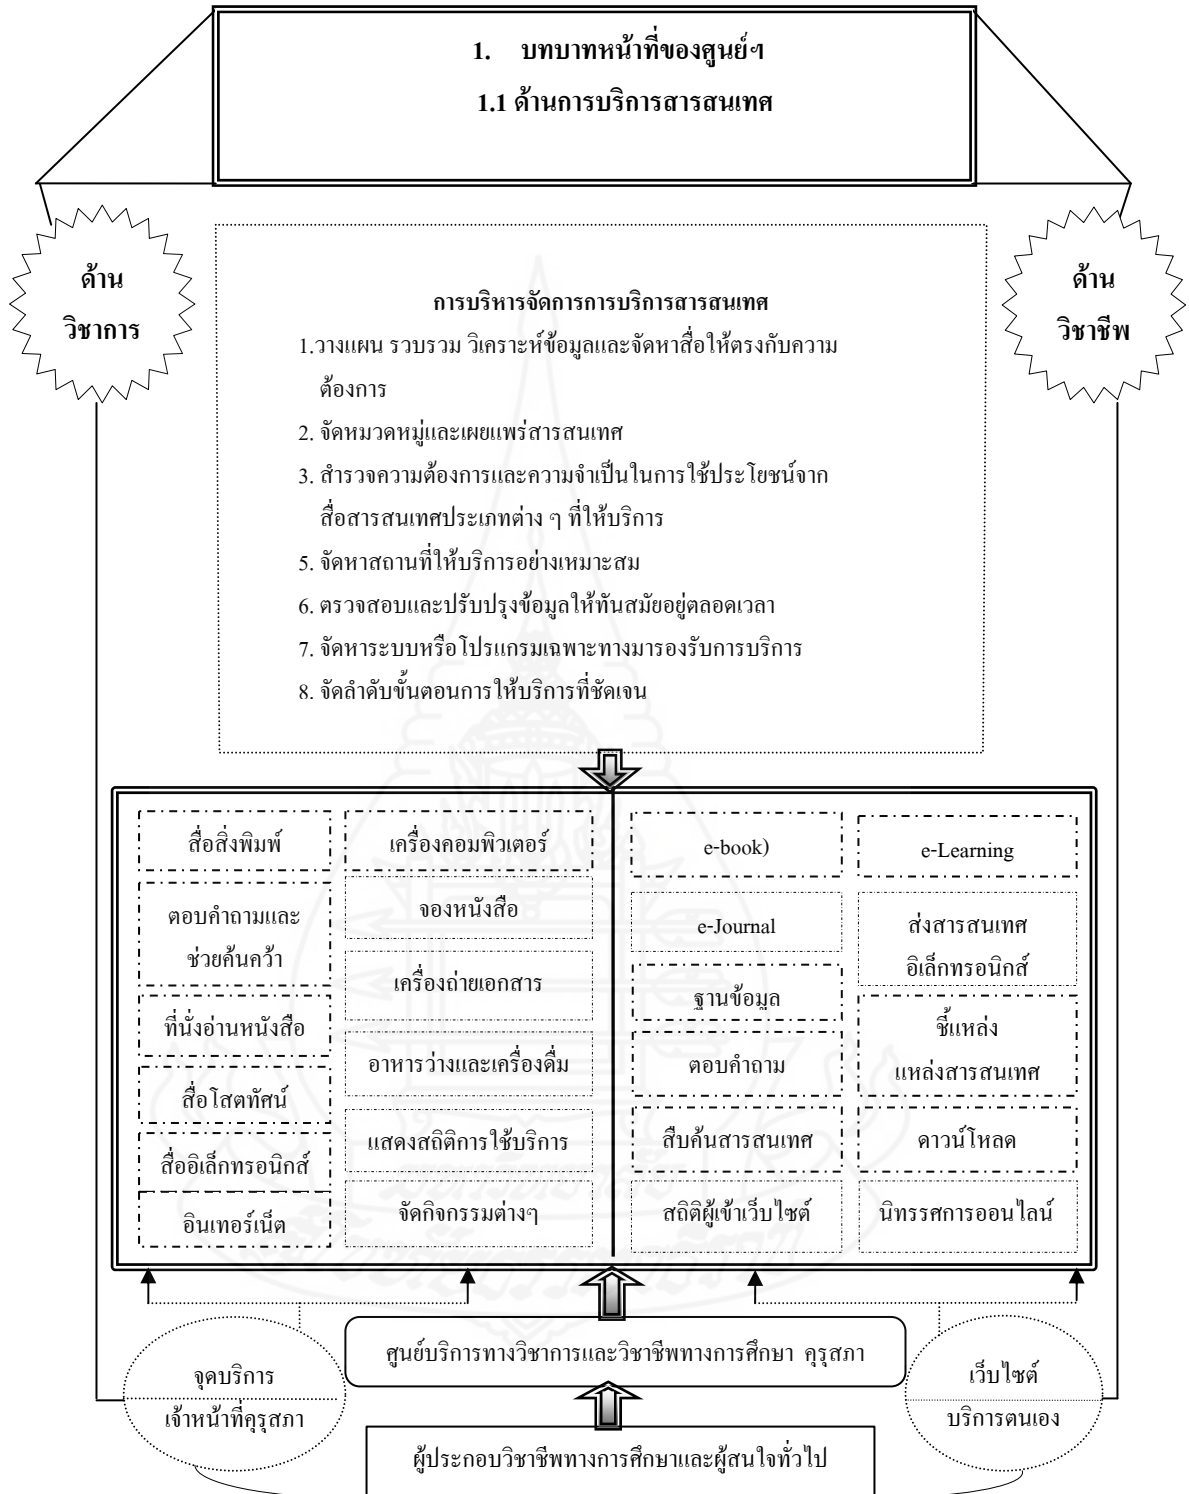 1. บทบาทหน้าที่ของศูนย์ฯ
1.1 ด้านการบริการสารสนเทศ
ด้าน
วิชาการ
ด้าน
วิชาชีพ
การบริหารจัดการการบริการสารสนเทศ
1.วางแผน รวบรวม วิเคราะห์ข้อมูลและจัดหาสื่อให้ตรงกับความ
ต้องการ
2. จัดหมวดหมู่และเผยแพร่สารสนเทศ
3. สำรวจความต้องการและความจำเป็นในการใช้ประโยชน์จาก
สื่อสารสนเทศประเภทต่าง ๆ ที่ให้บริการ
5. จัดหาสถานที่ให้บริการอย่างเหมาะสม
6. ตรวจสอบและปรับปรุงข้อมูลให้ทันสมัยอยู่ตลอดเวลา
7. จัดหาระบบหรือโปรแกรมเฉพาะทางมารองรับการบริการ
8. จัดลำดับขั้นตอนการให้บริการที่ชัดเจน
สื่อสิ่งพิมพ์
ตอบคำถามและ
ช่วยค้นคว้า
ที่นั่งอ่านหนังสือ
สื่อโสตทัศน์
สื่ออิเล็กทรอนิกส์
อินเทอร์เน็ต
เครื่องคอมพิวเตอร์
จองหนังสือ
เครื่องถ่ายเอกสาร
อาหารว่างและเครื่องดื่ม
แสดงสถิติการใช้บริการ
จัดกิจกรรมต่างๆ
e-book)
e-Journal
ฐานข้อมูล
ตอบคำถาม
สืบค้นสารสนเทศ
สถิติผู้เข้าเว็บไซต์
e-Learning
ส่งสารสนเทศ
อิเล็กทรอนิกส์
ชี้แหล่ง
แหล่งสารสนเทศ
ดาวน์โหลด
นิทรรศการออนไลน์
จุดบริการ
เจ้าหน้าที่คุรุสภา
ศูนย์บริการทางวิชาการและวิชาชีพทางการศึกษา คุรุสภา
เว็บไซต์
บริการตนเอง
ผู้ประกอบวิชาชีพทางการศึกษาและผู้สนใจทั่วไป